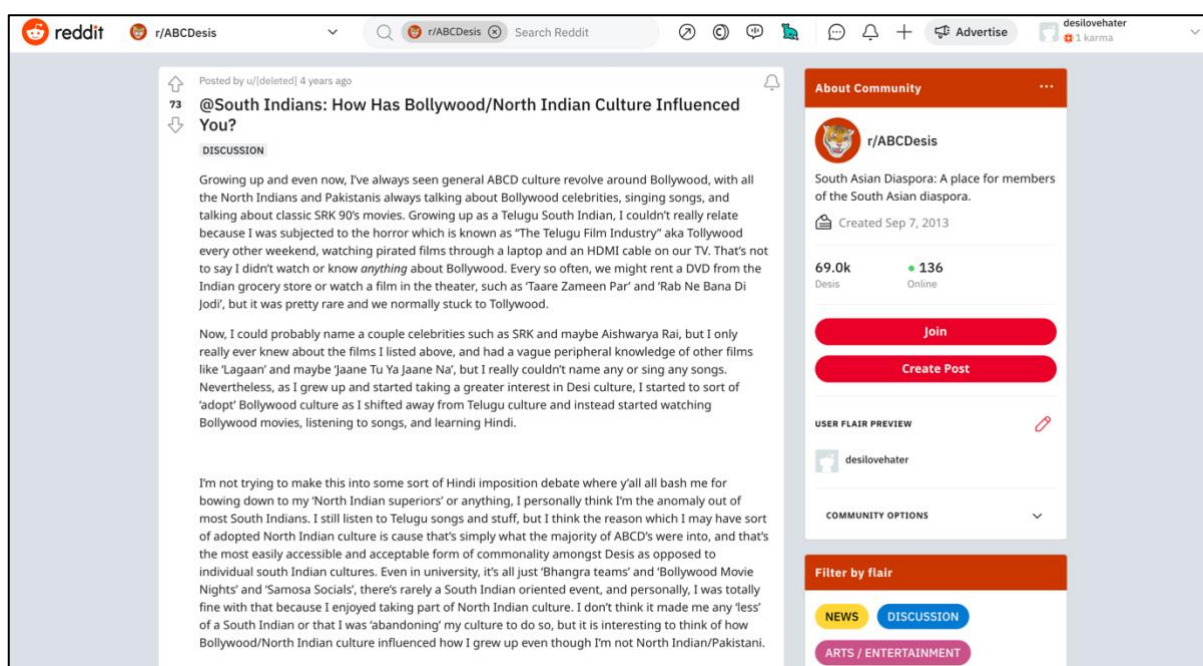 reddit
r/ABCDesis
r/ABCDesis
Search Reddit
Advertise
desilovehater
1 karma
Posted by u/[deleted] 4 years ago
73
@South Indians: How Has Bollywood/North Indian Culture Influenced
You?
DISCUSSION
Growing up and even now, I've always seen general ABCD culture revolve around Bollywood, with all
the North Indians and Pakistanis always talking about Bollywood celebrities, singing songs, and
talking about classic SRK 90's movies. Growing up as a Telugu South Indian, I couldn't really relate
because I was subjected to the horror which is known as "The Telugu Film Industry" aka Tollywood
every other weekend, watching pirated films through a laptop and an HDMI cable on our TV. That's not
to say I didn't watch or know anything about Bollywood. Every so often, we might rent a DVD from the
Indian grocery store or watch a film in the theater, such as 'Taare Zameen Par' and 'Rab Ne Bana Di
Jodi', but it was pretty rare and we normally stuck to Tollywood.
Now, I could probably name a couple celebrities such as SRK and maybe Aishwarya Rai, but I only
really ever knew about the films I listed above, and had a vague peripheral knowledge of other films
like 'Lagaan' and maybe 'Jaane Tu Ya Jaane Na', but I really couldn't name any or sing any songs.
Nevertheless, as I grew up and started taking a greater interest in Desi culture, I started to sort of
'adopt' Bollywood culture as I shifted away from Telugu culture and instead started watching
Bollywood movies, listening to songs, and learning Hindi.
I'm not trying to make this into some sort of Hindi imposition debate where y'all all bash me for
bowing down to my 'North Indian superiors' or anything, I personally think I'm the anomaly out of
most South Indians. I still listen to Telugu songs and stuff, but I think the reason which I may have sort
of adopted North Indian culture is cause that's simply what the majority of ABCD's were into, and that's
the most easily accessible and acceptable form of commonality amongst Desis as opposed to
individual south Indian cultures. Even in university, it's all just 'Bhangra teams' and 'Bollywood Movie
Nights' and 'Samosa Socials', there's rarely a South Indian oriented event, and personally, I was totally
fine with that because I enjoyed taking part of North Indian culture. I don't think it made me any 'less'
of a South Indian or that I was 'abandoning' my culture to do so, but it is interesting to think of how
Bollywood/North Indian culture influenced how I grew up even though I'm not North Indian/Pakistani.
About Community
r/ABCDesis
South Asian Diaspora: A place for members
of the South Asian diaspora.
Created Sep 7, 2013
69.0k
136
Desis
Online
Join
Create Post
USER FLAIR PREVIEW
desilovehater
COMMUNITY OPTIONS
Filter by flair
NEWS
DISCUSSION
ARTS / ENTERTAINMENT